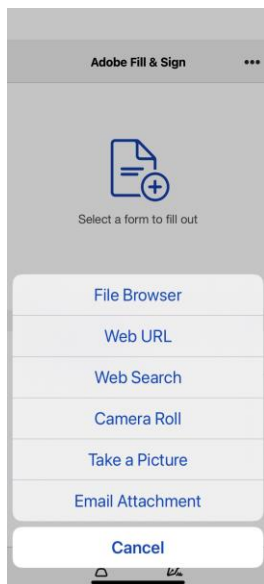 Adobe Fill & Sign
Select a form to fill out
File Browser
Web URL
Web Search
Camera Roll
Take a Picture
Email Attachment
Cancel